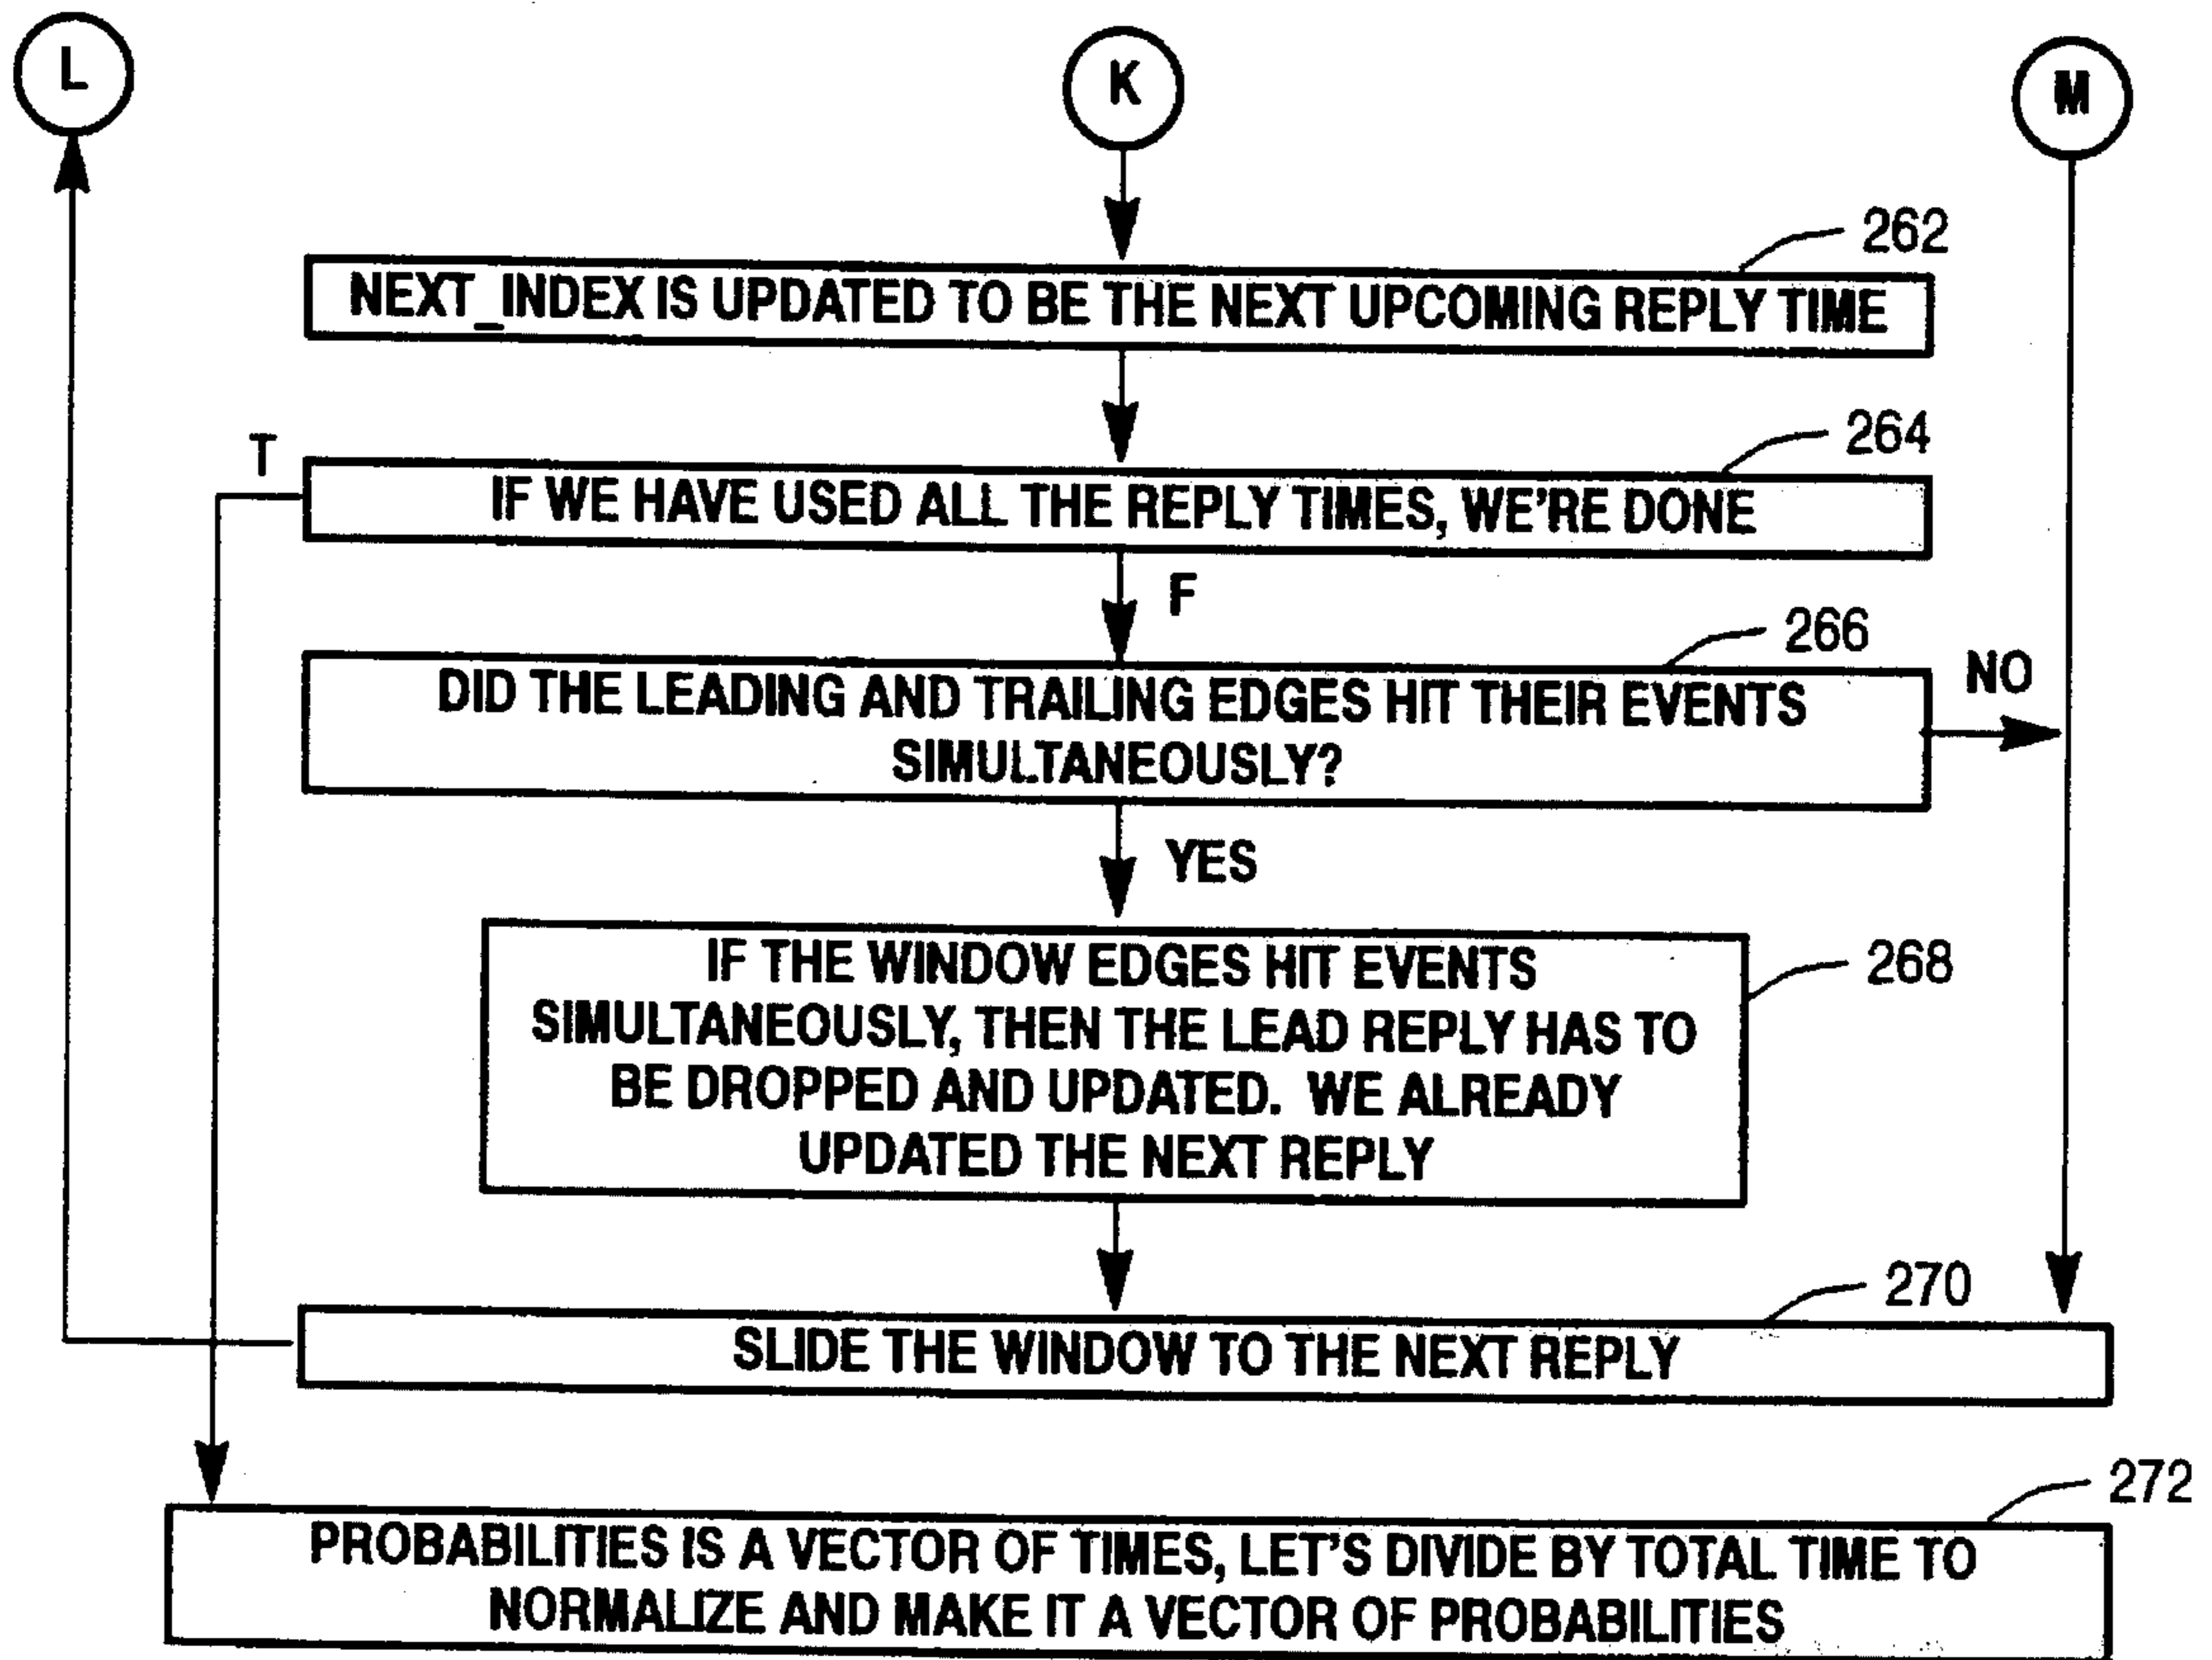 L
K
M
262
NEXT_INDEX IS UPDATED TO BE THE NEXT UPCOMING REPLY TIME
264
T
IF WE HAVE USED ALL THE REPLY TIMES, WE'RE DONE
F
266
NO
DID THE LEADING AND TRAILING EDGES HIT THEIR EVENTS
SIMULTANEOUSLY?
YES
268
IF THE WINDOW EDGES HIT EVENTS
SIMULTANEOUSLY, THEN THE LEAD REPLY HAS TO
BE DROPPED AND UPDATED. WE ALREADY
UPDATED THE NEXT REPLY
270
SLIDE THE WINDOW TO THE NEXT REPLY
272
PROBABILITIES IS A VECTOR OF TIMES, LET'S DIVIDE BY TOTAL TIME TO
NORMALIZE AND MAKE IT A VECTOR OF PROBABILITIES